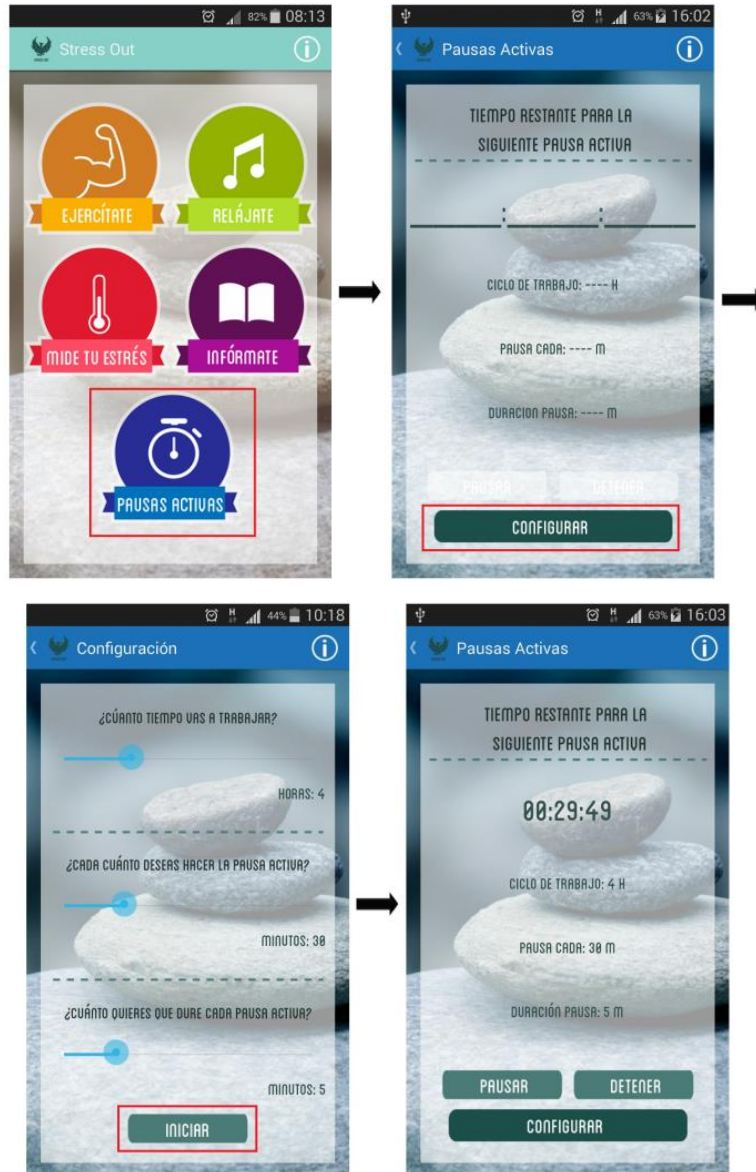 82% 08:13
Stress Out
EJERCÍTATE
RELÁJATE
MIDE TU ESTRÉS
INFÓRMATE
PAUSAS ACTIVAS
H 63% 16:02
Pausas Activas
TIEMPO RESTANTE PARA LA
SIGUIENTE PAUSA ACTIVA
: :
CICLO DE TRABAJO: ---- H
PAUSA CADA: ---- M
DURACION PAUSA: ---- M
PAUSAR DETENER
CONFIGURAR
H 44% 10:18
Configuración
¿CÚANTO TIEMPO VAS A TRABAJAR?
HORAS: 4
¿CADA CUÁNTO DESEAS HACER LA PAUSA ACTIVA?
MINUTOS: 30
¿CUÁNTO QUIERES QUE DURE CADA PAUSA ACTIVA?
MINUTOS: 5
INICIAR
H 63% 16:03
Pausas Activas
TIEMPO RESTANTE PARA LA
SIGUIENTE PAUSA ACTIVA
00:29:49
CICLO DE TRABAJO: 4 H
PAUSA CADA: 30 M
DURACIÓN PAUSA: 5 M
PAUSAR DETENER
CONFIGURAR